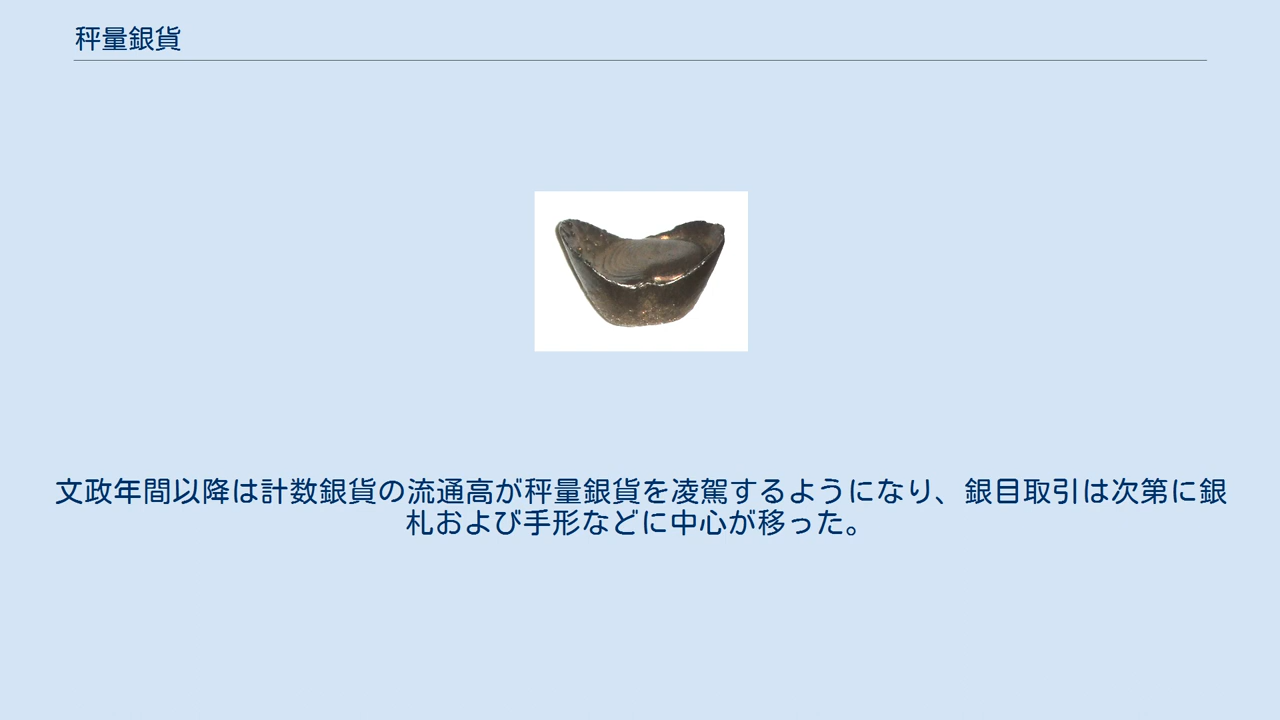 秤量銀貨
文政年間以降は計数銀貨の流通高が秤量銀貨を凌駕するようになり、銀目取引は次第に銀
札および手形などに中心が移った。